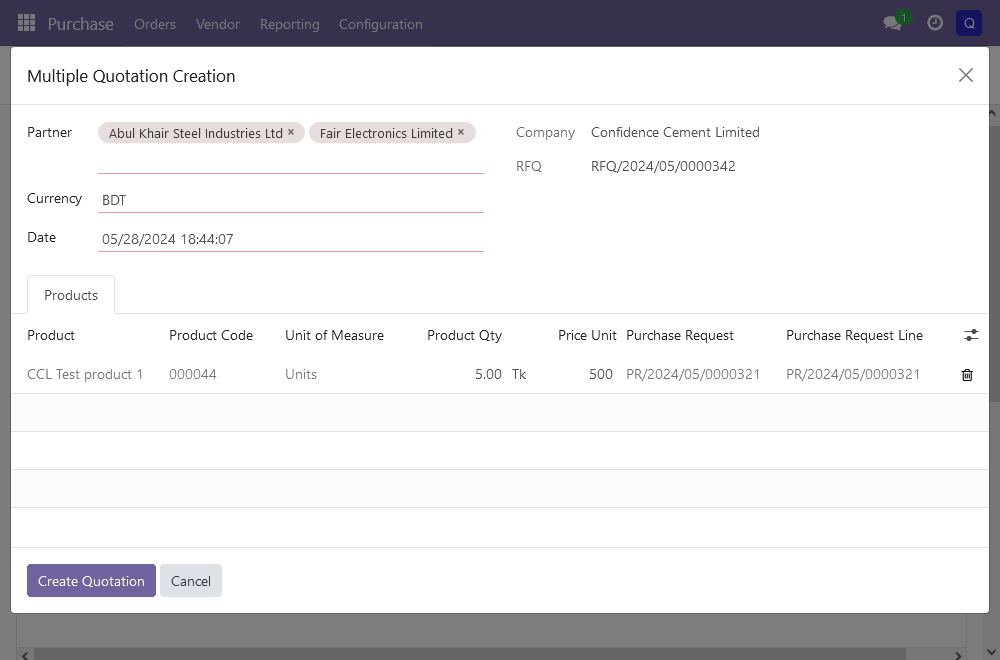 Purchase Orders Vendor Reporting Configuration 1 Q
Multiple Quotation Creation
Partner Abul Khair Steel Industries Ltd × Fair Electronics Limited × Company Confidence Cement Limited
RFQ RFQ/2024/05/0000342
Currency BDT
Date 05/28/2024 18:44:07
Products
Product Product Code Unit of Measure Product Qty Price Unit Purchase Request Purchase Request Line
CCL Test product 1 000044 Units 5.00 Tk 500 PR/2024/05/0000321 PR/2024/05/0000321
Create Quotation Cancel